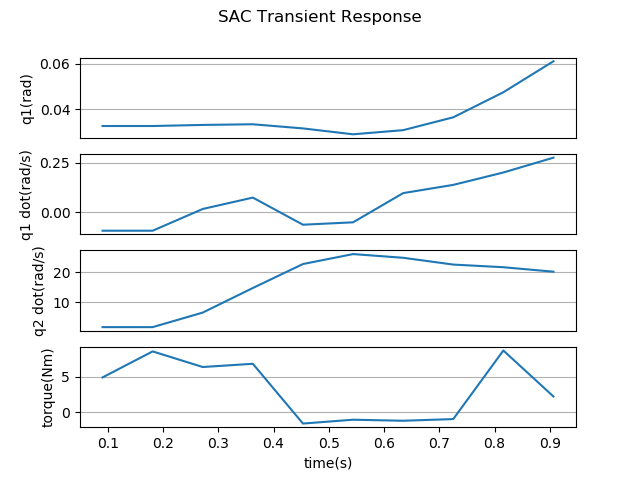 SAC Transient Response
0.06
0.04
q1(rad)
0.25
0.00
q1 dot(rad/s)
20
10
q2 dot(rad/s)
5
0
torque(Nm)
0.1 0.2 0.3 0.4 0.5 0.6 0.7 0.8 0.9
time(s)